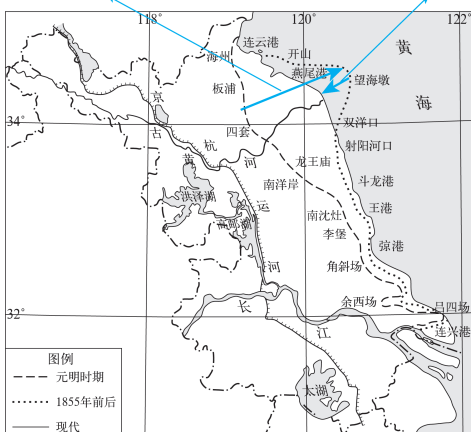 118°
120°
122°
连云港
开山
黄
海州
燕尾港
望海墩
板浦
京
海
34°
古
四套
双洋口
杭
黄
河
射阳河口
龙王庙
南洋岸
斗龙港
洪泽湖
运
王港
南沈灶
高邮湖
李堡
弶港
河
角斜场
余西场
长
吕四场
32°
江
连兴港
图例
元明时期
太湖
1855年前后
现代